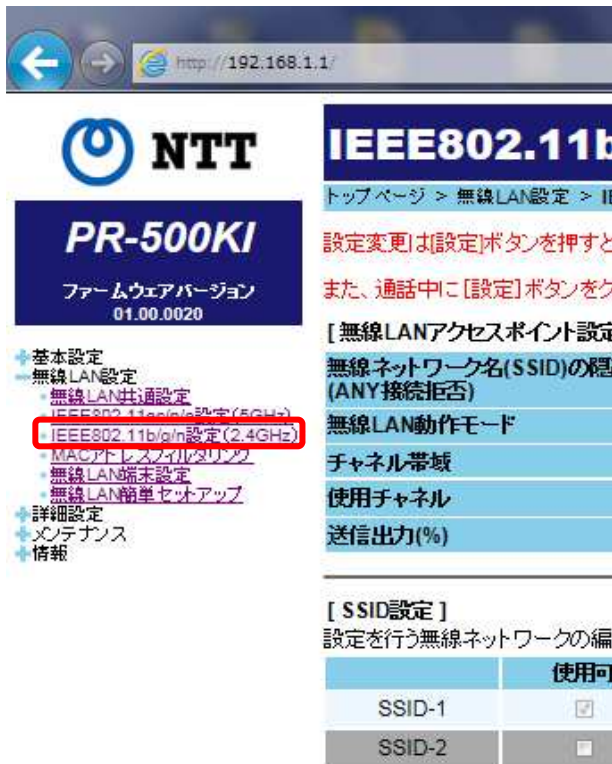 http://192.168.1.1/
NTT
PR-500KI
ファームウェアバージョン
01.00.0020
基本設定
無線LAN設定
無線LAN共通設定
IEEE802.11ac/n/a設定(5GHz)
IEEE802.11b/g/n設定(2.4GHz)
MACアドレスフィルタリング
無線LAN端末設定
無線LAN簡単セットアップ
詳細設定
メンテナンス
情報
IEEE802.11b
トップページ > 無線LAN設定 > IE
設定変更は[設定]ボタンを押すと
また、通話中に[設定]ボタンをク
[ 無線LANアクセスポイント設定
無線ネットワーク名(SSID)の隠
(ANY接続拒否)
無線LAN動作モード
チャネル帯域
使用チャネル
送信出力(%)
[ SSID設定 ]
設定を行う無線ネットワークの編
使用可
SSID-1
SSID-2